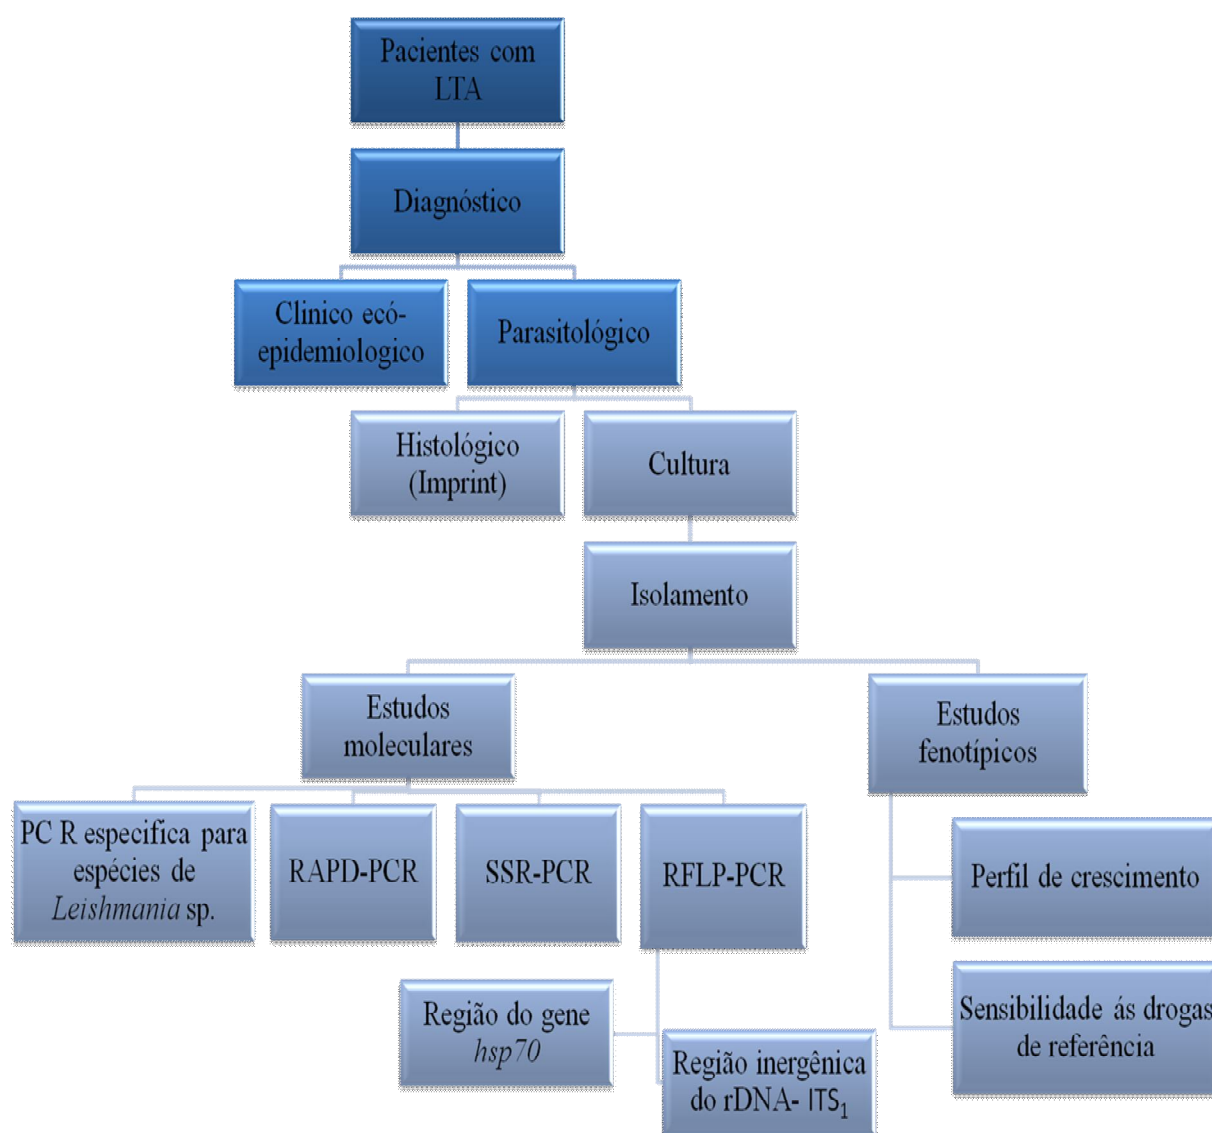 Pacientes com
LTA
Diagnóstico
Clinico ecó-
epidemiologico
Parasitológico
Histológico
(Imprint)
Cultura
Isolamento
Estudos
moleculares
Estudos
fenotípicos
PC R especifica para
espécies de
Leishmania sp.
RAPD-PCR
SSR-PCR
RFLP-PCR
Perfil de crescimento
Região do gene
hsp70
Região inergênica
do rDNA- ITS₁
Sensibilidade ás drogas
de referência